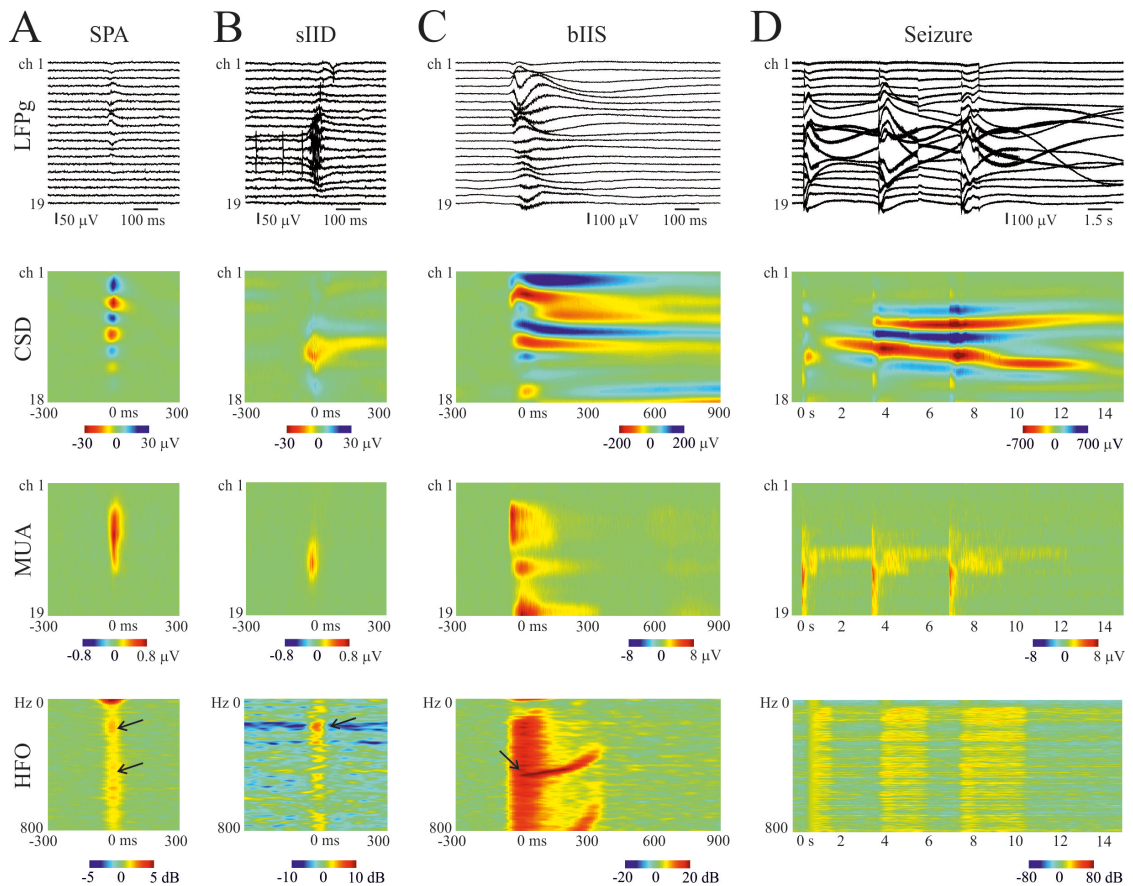 A SPA B sIID C bIIS D Seizure
LFPg
ch 1 ch 1 ch 1 ch 1
19 19 19 19
50 µV 100 ms 50 µV 100 ms 100 µV 100 ms 100 µV 1.5 s
CSD
ch 1 ch 1 ch 1 ch 1
18 18 18 18
-300 0 ms 300 -300 0 ms 300 0 ms 300 600 900 0 s 2 4 6 8 10 14
-30 0 30 µV -30 0 30 µV -200 0 200 µV -700 0 700 µV
MUA
ch 1 ch 1 ch 1 ch 1
19 19 19 19
-300 0 ms 300 -300 0 ms 300 -300 0 ms 300 600 900 0 s 2 4 6 8 10 12 14
-0.8 0 0.8 µV -0.8 0 0.8 µV -8 0 8 µV -8 0 8 µV
HFO
Hz 0 Hz 0 Hz 0 Hz 0
800 800 800 800
-300 0 ms 300 -300 0 ms 300 -300 0 ms 300 600 900 0 s 2 4 6 8 10 12 14
-5 0 5 dB -10 0 10 dB -20 0 20 dB -80 0 80 dB